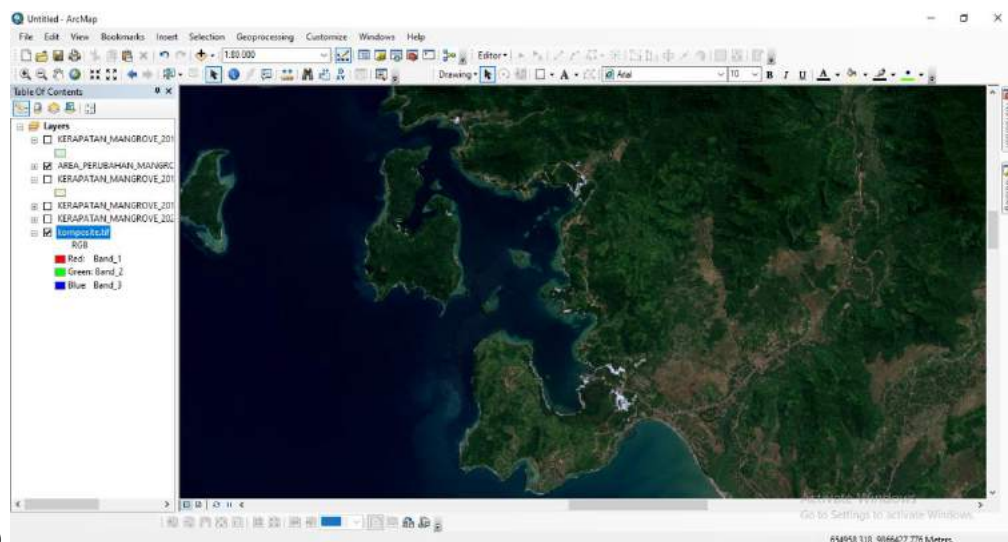 Untitled - ArcMap
File Edit View Bookmarks Insert Selection Geoprocessing Customize Windows Help
1:80.000 Editor
Drawing A Arial 10 B I U A
Table Of Contents
Layers
KERAPATAN_MANGROVE_201
AREA_PERUBAHAN_MANGRC
KERAPATAN_MANGROVE_201
KERAPATAN_MANGROVE_201
KERAPATAN_MANGROVE_202
komposite.tif
RGB
Red: Band_1
Green: Band_2
Blue: Band_3
Activate Windows
Go to Settings to activate Windows.
654958,310 9866427,776 Meters